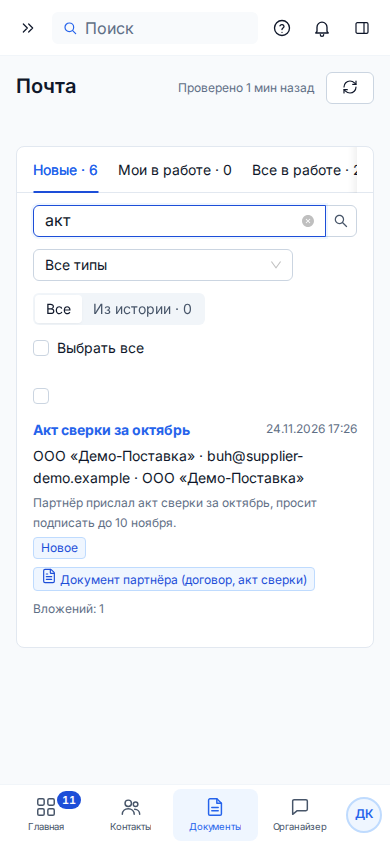 Поиск
Почта
Проверено 1 мин назад
Новые · 6
Мои в работе · 0
Все в работе ·
акт
Все типы
Все
Из истории · 0
Выбрать все
Акт сверки за октябрь
24.11.2026 17:26
ООО «Демо-Поставка» · buh@supplier-
demo.example · ООО «Демо-Поставка»
Партнёр прислал акт сверки за октябрь, просит
подписать до 10 ноября.
Новое
Документ партнёра (договор, акт сверки)
Вложений: 1
11
Главная
Контакты
Документы
Органайзер
ДК